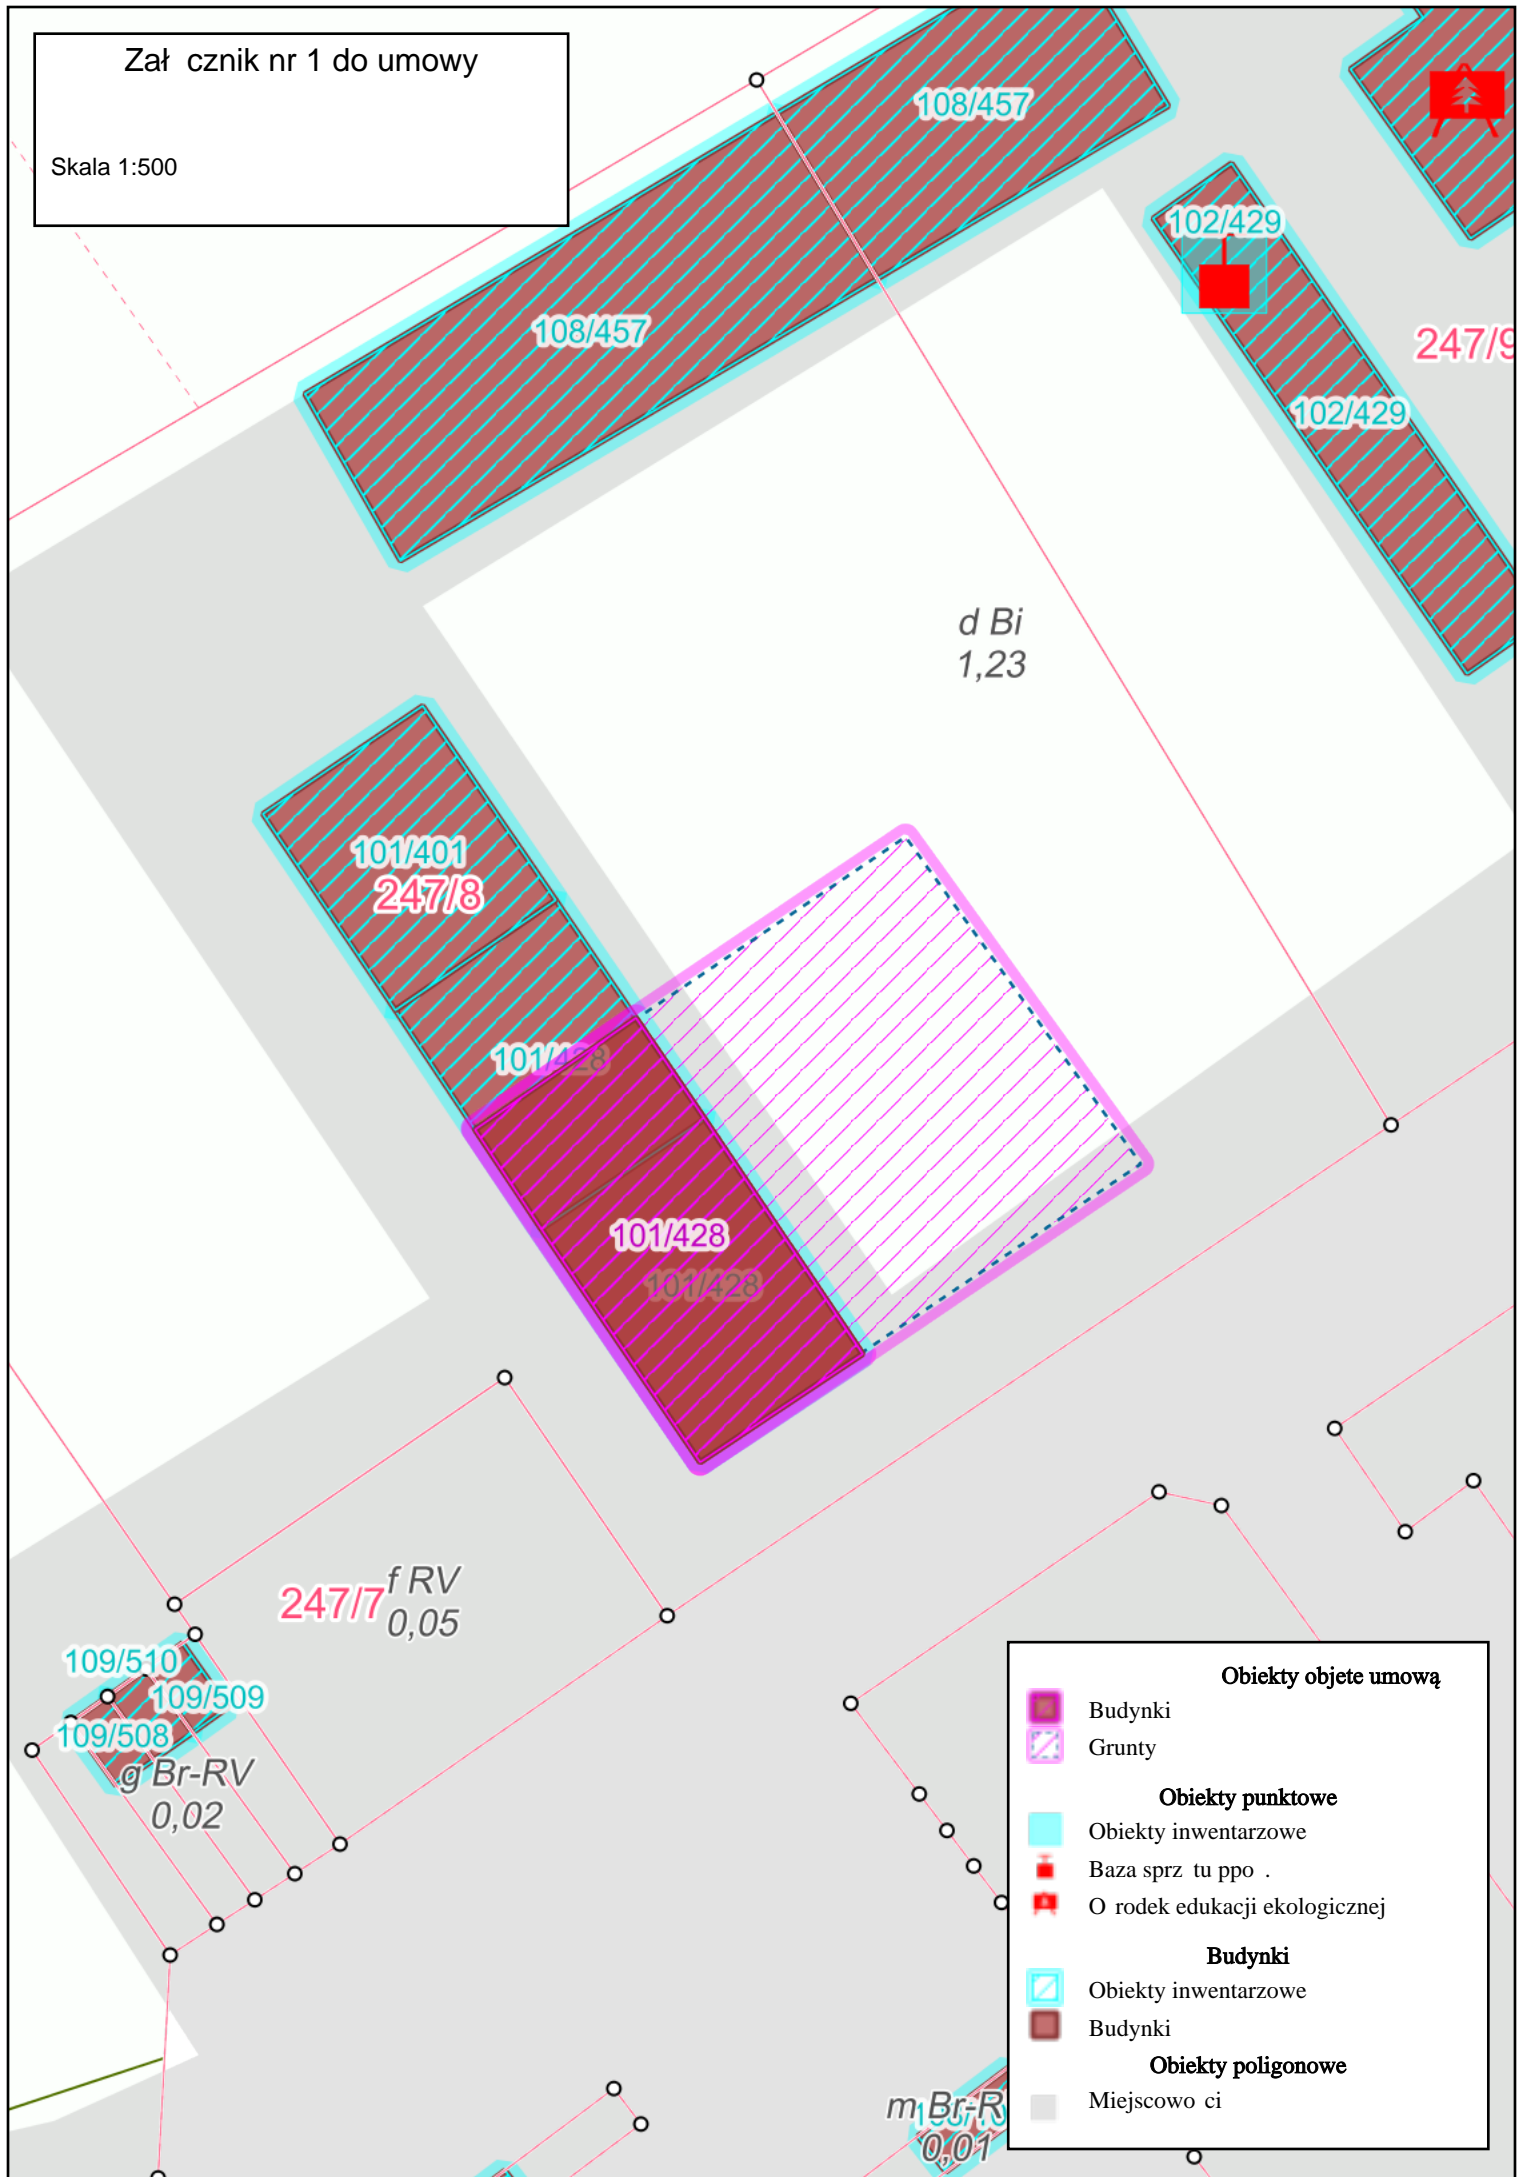 Zał cznik nr 1 do umowy
Skala 1:500
108/457
102/429
108/457
247/9
102/429
d Bi
1,23
101/401
247/8
101/428
101/428
101/428
f RV
247/7
0,05
109/510
109/509
109/508
g Br-RV
0,02
m Br-R
0,01
Obiekty objete umową
Budynki
Grunty
Obiekty punktowe
Obiekty inwentarzowe
Baza sprz tu ppo .
O rodek edukacji ekologicznej
Budynki
Obiekty inwentarzowe
Budynki
Obiekty poligonowe
Miejscowo ci